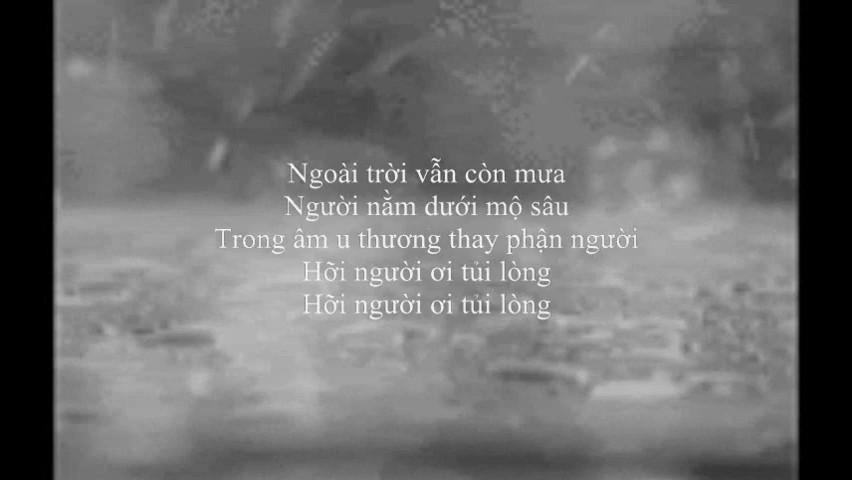 Ngoài trời vẫn còn mưa
Người nằm dưới mộ sâu
Trong âm u thương thay phận người
Hỡi người ơi tủi lòng
Hỡi người ơi tủi lòng